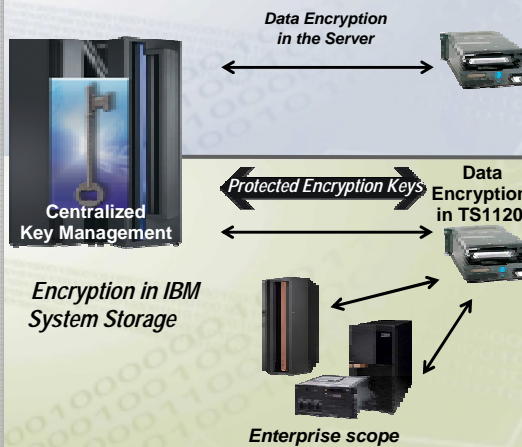 Data Encryption
in the Server
Protected Encryption Keys
Data
Encryption
in TS1120
Centralized
Key Management
Encryption in IBM
System Storage
Enterprise scope